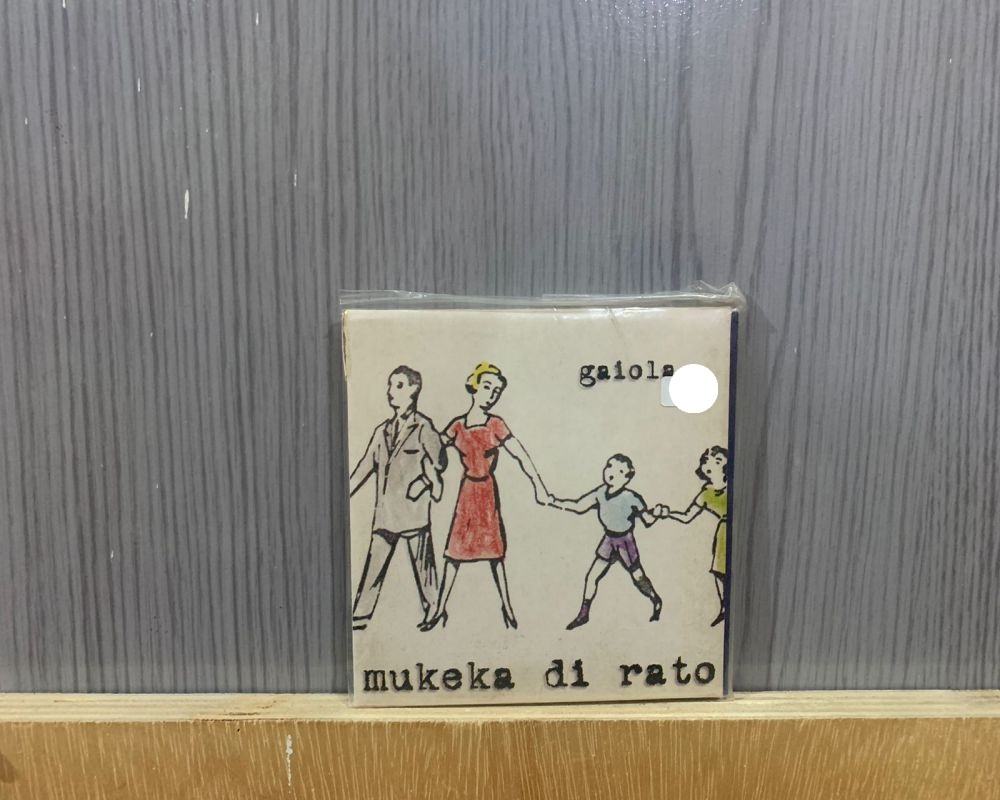 gaiola
mukeka di rato